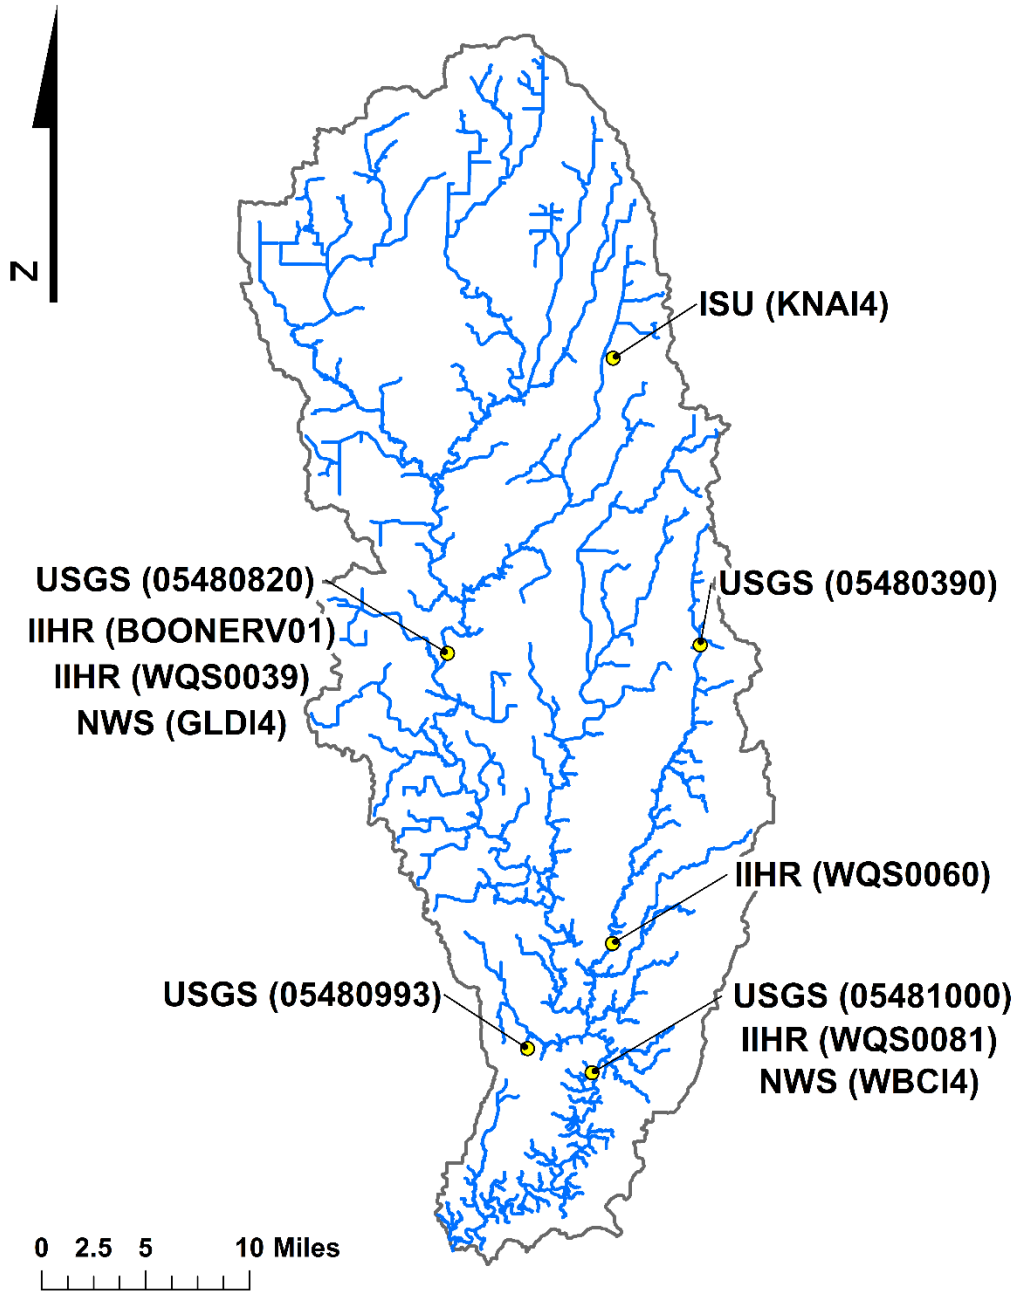 N
ISU (KNAI4)
USGS (05480820)
IIHR (BOONERV01)
IIHR (WQS0039)
NWS (GLDI4)
USGS (05480390)
IIHR (WQS0060)
USGS (05480993)
USGS (05481000)
IIHR (WQS0081)
NWS (WBCI4)
0 2.5 5 10 Miles